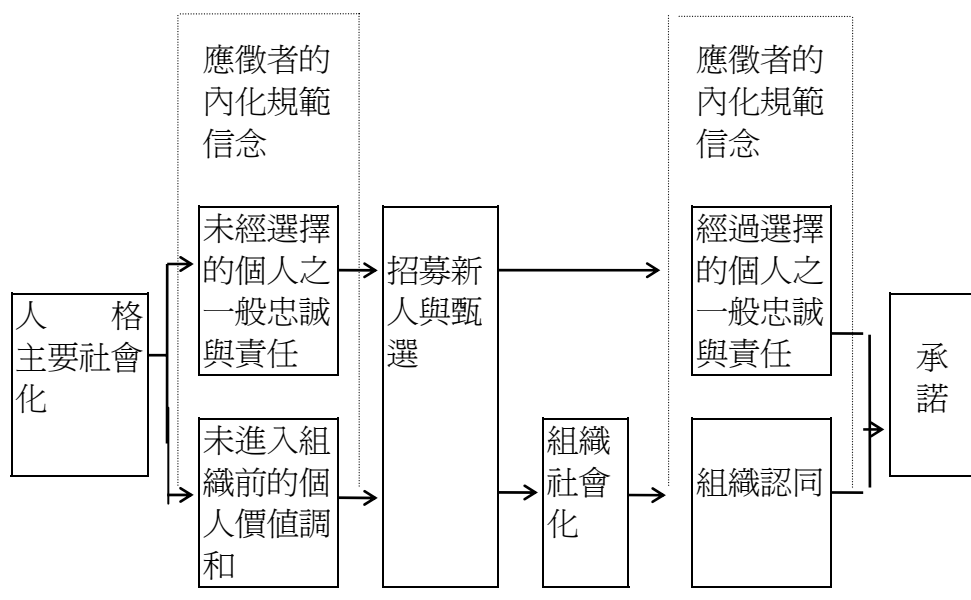 應徵者的
內化規範
信念
應徵者的
內化規範
信念
人 格
主要社會
化
未經選擇
的個人之
一般忠誠
與責任
未進入組
織前的個
人價值調
和
招募新
人與甄
選
組織
社會
化
經過選擇
的個人之
一般忠誠
與責任
組織認同
承
諾